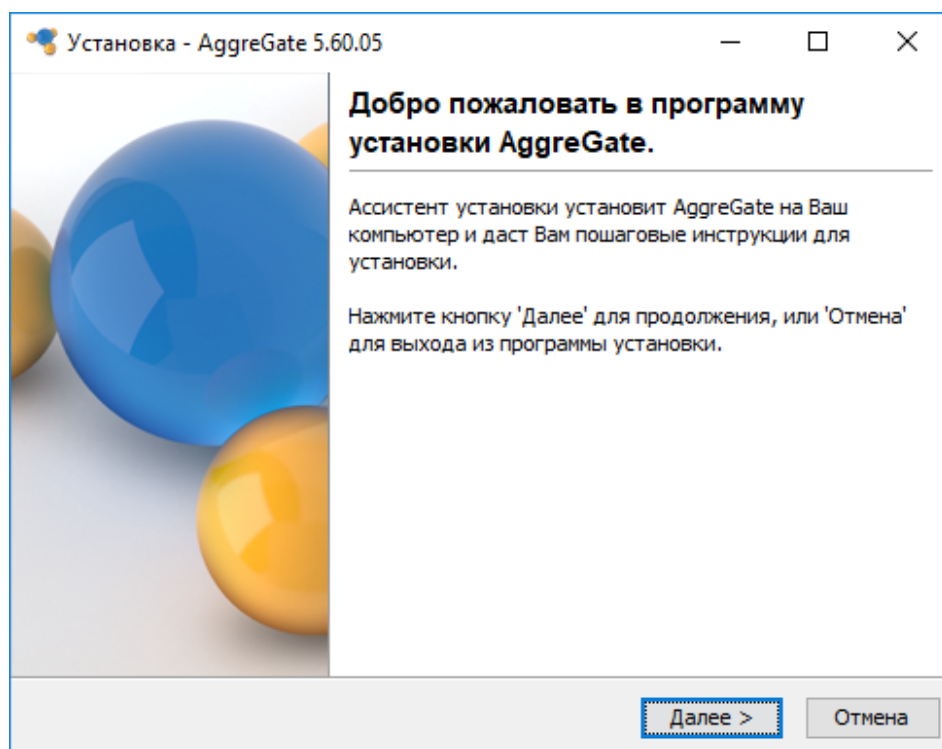 Установка - AggreGate 5.60.05
Добро пожаловать в программу
установки AggreGate.
Ассистент установки установит AggreGate на Ваш
компьютер и даст Вам пошаговые инструкции для
установки.
Нажмите кнопку 'Далее' для продолжения, или 'Отмена'
для выхода из программы установки.
Далее >
Отмена